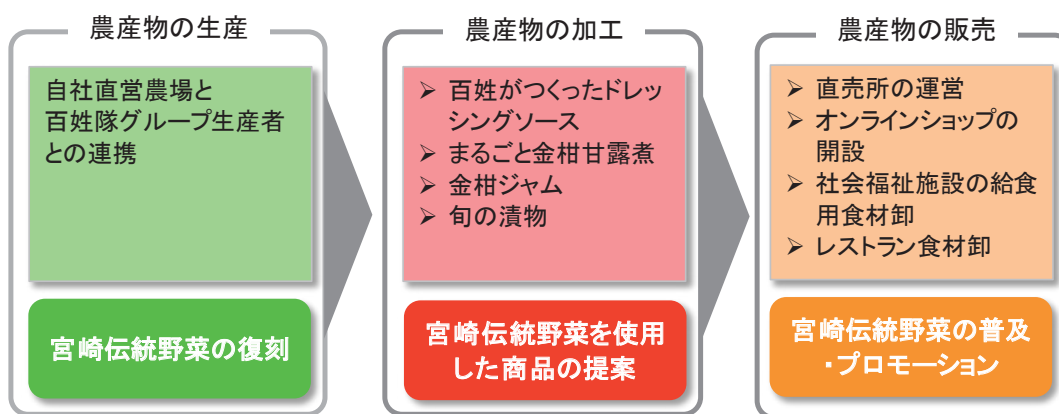 農産物の生産
自社直営農場と
百姓隊グループ生産者
との連携
宮崎伝統野菜の復刻
農産物の加工
➢ 百姓がつくったドレッ
シングソース
➢ まるごと金柑甘露煮
➢ 金柑ジャム
➢ 旬の漬物
宮崎伝統野菜を使用
した商品の提案
農産物の販売
➢ 直売所の運営
➢ オンラインショップの
開設
➢ 社会福祉施設の給食
用食材卸
➢ レストラン食材卸
宮崎伝統野菜の普及
・プロモーション